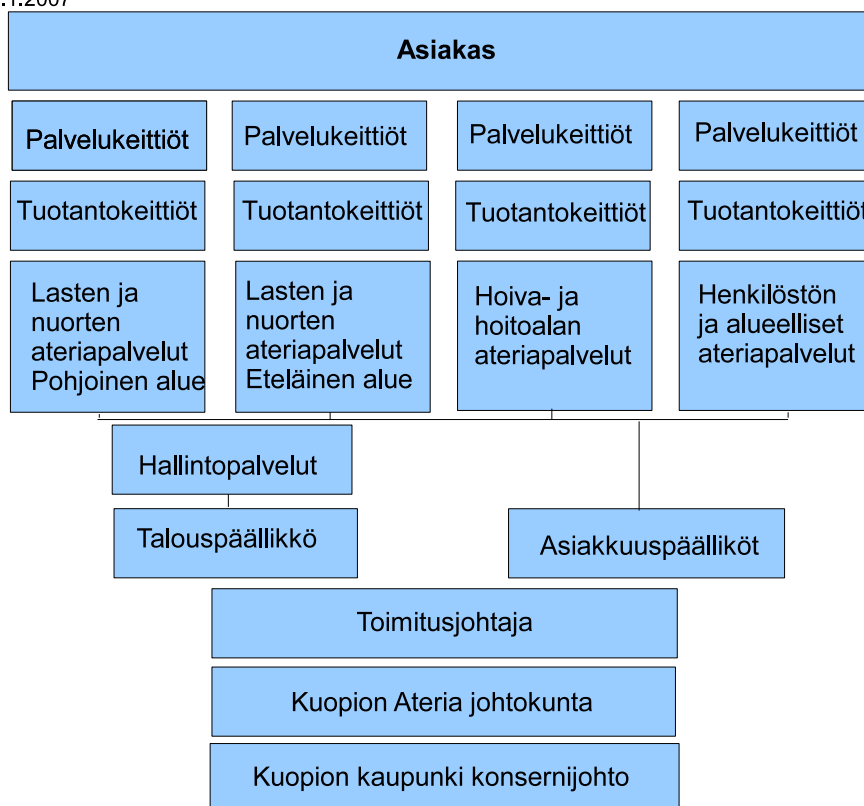 .1.2007
Asiakas
Palvelukeittiöt
Palvelukeittiöt
Palvelukeittiöt
Palvelukeittiöt
Tuotantokeittiöt
Tuotantokeittiöt
Tuotantokeittiöt
Tuotantokeittiöt
Lasten ja
nuorten
ateriapalvelut
Pohjoinen alue
Lasten ja
nuorten
ateriapalvelut
Eteläinen alue
Hoiva- ja
hoitoalan
ateriapalvelut
Henkilöstön
ja alueelliset
ateriapalvelut
Hallintopalvelut
Talouspäällikkö
Asiakkuuspäälliköt
Toimitusjohtaja
Kuopion Ateria johtokunta
Kuopion kaupunki konsernijohto